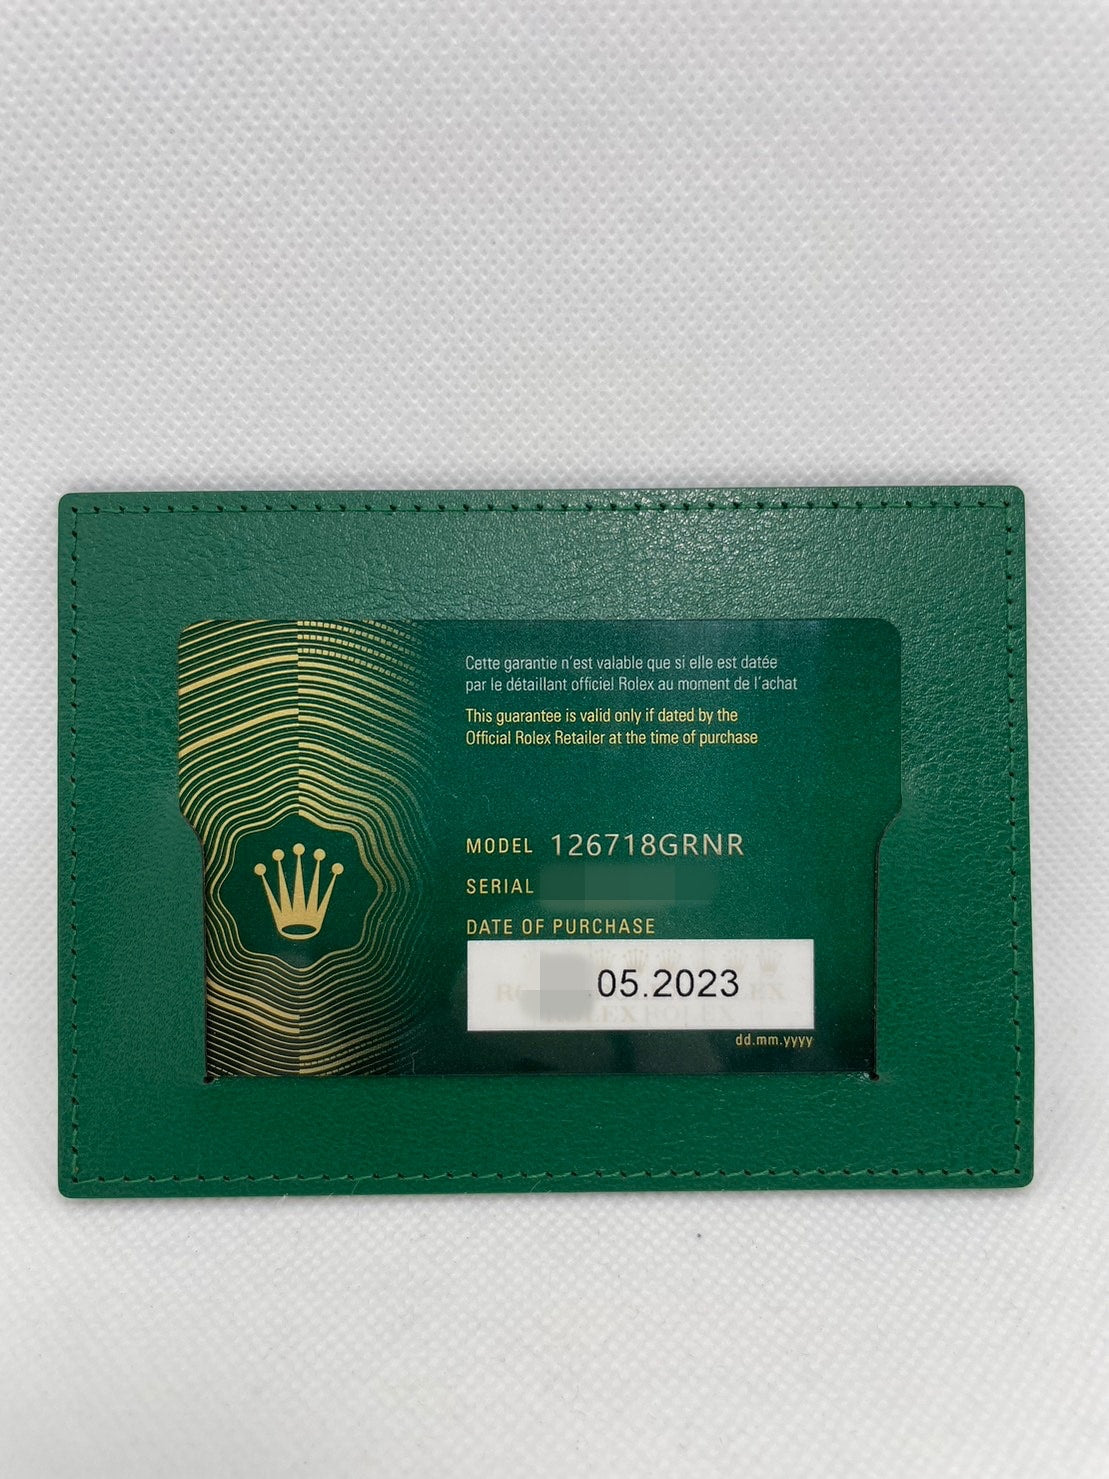 Cette garantie n'est valable que si elle est datée
par le détaillant officiel Rolex au moment de l'achat
This guarantee is valid only if dated by the
Official Rolex Retailer at the time of purchase
MODEL 126718GRNR
SERIAL
DATE OF PURCHASE
.05.2023
dd.mm.yyyy